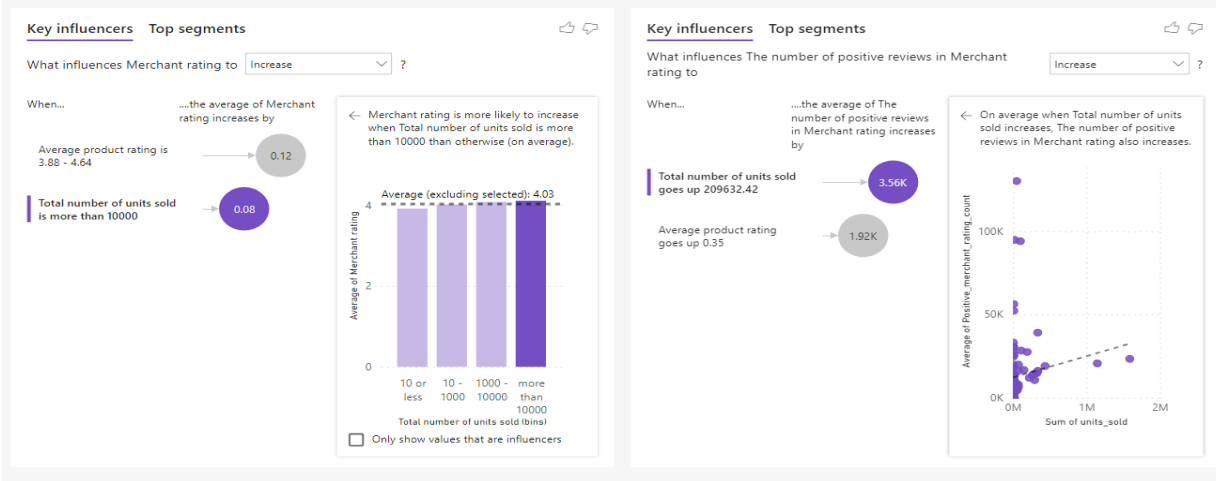 Key influencers Top segments
What influences Merchant rating to Increase ?
When...
....the average of Merchant
rating increases by
Average product rating is
3.88 - 4.64
0.12
Total number of units sold
is more than 10000
0.08
Merchant rating is more likely to increase
when Total number of units sold is more
than 10000 than otherwise (on average).
Average (excluding selected): 4.03
Average of Merchant rating
4
2
0
10 or
less
10 -
1000
1000 -
10000
more
than
10000
Total number of units sold (bins)
Only show values that are influencers
Key influencers Top segments
What influences The number of positive reviews in Merchant
rating to
Increase ?
When...
....the average of The
number of positive reviews
in Merchant rating increases
by
Total number of units sold
goes up 209632.42
3.56K
Average product rating
goes up 0.35
1.92K
On average when Total number of units
sold increases, The number of positive
reviews in Merchant rating also increases.
Average of Positive_merchant_rating_count
100K
50K
0K
0M 1M 2M
Sum of units_sold